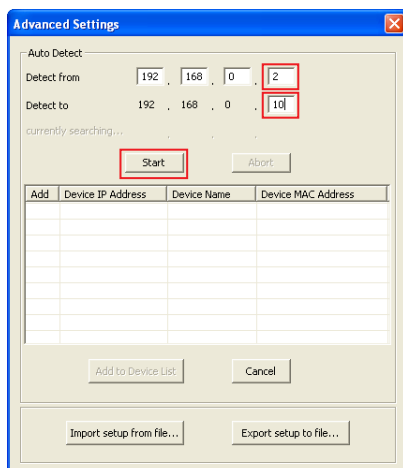 Advanced Settings
Auto Detect
Detect from 192 . 168 . 0 . 2
Detect to 192 . 168 . 0 . 10
currently searching... . . .
Start Abort
Add Device IP Address Device Name Device MAC Address
Add to Device List Cancel
Import setup from file... Export setup to file...